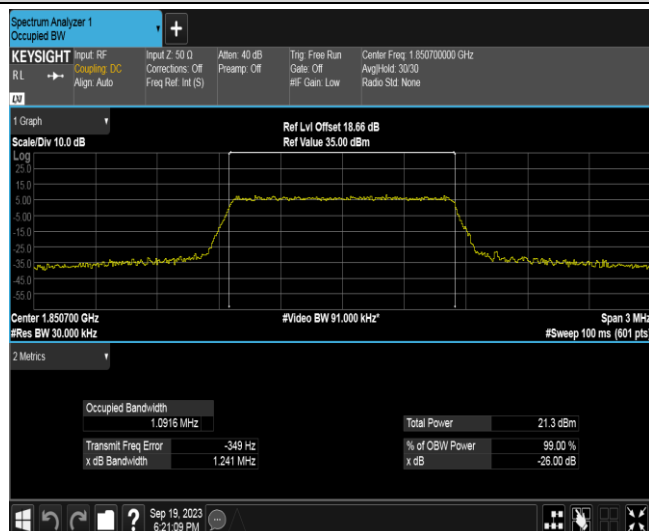 Spectrum Analyzer 1
Occupied BW
+
KEYSIGHT
RL
LXI
Input: RF
Coupling: DC
Align: Auto
Input Z: 50 Ω
Corrections: Off
Freq Ref: Int (S)
Atten: 40 dB
Preamp: Off
Trig: Free Run
Gate: Off
#IF Gain: Low
Center Freq: 1.850700000 GHz
Avg|Hold: 30/30
Radio Std: None
1 Graph
Scale/Div 10.0 dB
Ref Lvl Offset 18.66 dB
Ref Value 35.00 dBm
Log
25.0
15.0
5.00
-5.00
-15.0
-25.0
-35.0
-45.0
-55.0
Center 1.850700 GHz
#Video BW 91.000 kHz*
Span 3 MHz
#Res BW 30.000 kHz
#Sweep 100 ms (601 pts)
2 Metrics
Occupied Bandwidth
1.0916 MHz
Total Power 21.3 dBm
Transmit Freq Error -349 Hz
% of OBW Power 99.00 %
x dB Bandwidth 1.241 MHz
x dB -26.00 dB
?
Sep 19, 2023
6:21:09 PM